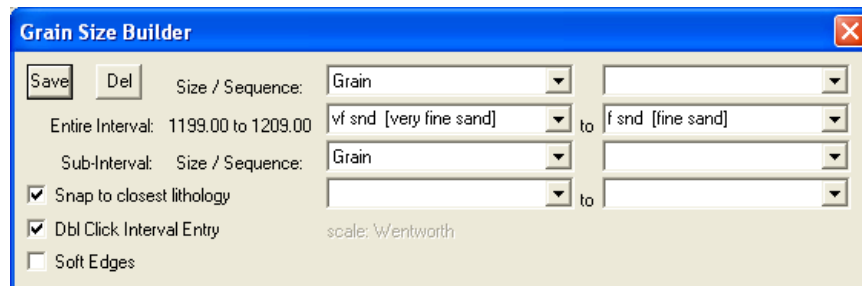 Grain Size Builder
Save Del Size / Sequence: Grain
Entire Interval: 1199.00 to 1209.00 vf snd [very fine sand] to f snd [fine sand]
Sub-Interval: Size / Sequence: Grain
Snap to closest lithology to
Dbl Click Interval Entry scale: Wentworth
Soft Edges